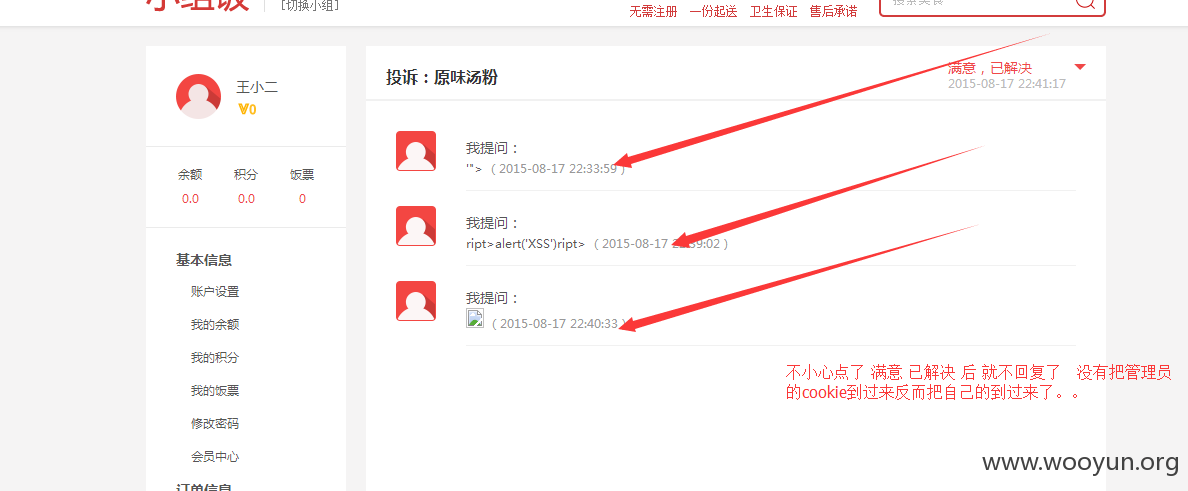 小组饭 [切换小组]
无需注册 一份起送 卫生保证 售后承诺 搜索美食
王小二
¥0
余额 积分 饭票
0.0 0.0 0
基本信息
账户设置
我的余额
我的积分
我的饭票
修改密码
会员中心
订单信息
投诉：原味汤粉
满意，已解决
2015-08-17 22:41:17
我提问：
'"> ( 2015-08-17 22:33:59 )
我提问：
ript>alert('XSS')ript> ( 2015-08-17 22:39:02 )
我提问：
( 2015-08-17 22:40:33 )
不小心点了 满意 已解决 后 就不回复了 没有把管理员
的cookie到过来反而把自己的到过来了。。
www.wooyun.org